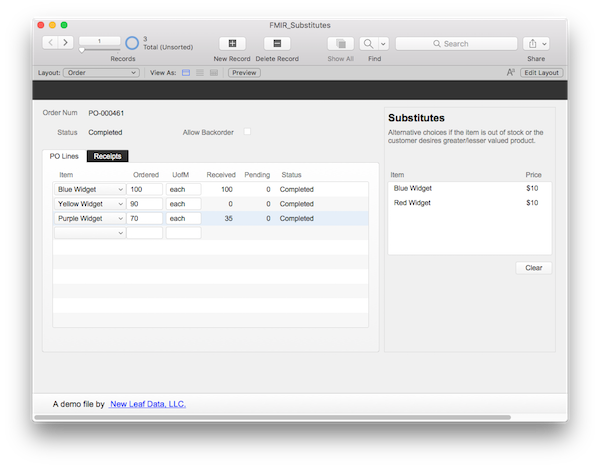 FMIR_Substitutes
1
3
Total (Unsorted)
Search
Records
New Record
Delete Record
Show All
Find
Share
Layout: Order
View As:
Preview
Aa
Edit Layout
Order Num PO-000461
Status Completed
Allow Backorder
PO Lines
Receipts
Item Ordered UofM Received Pending Status
Blue Widget 100 each 100 0 Completed
Yellow Widget 90 each 0 0 Completed
Purple Widget 70 each 35 0 Completed
Substitutes
Alternative choices if the item is out of stock or the
customer desires greater/lesser valued product.
Item Price
Blue Widget $10
Red Widget $10
Clear
A demo file by New Leaf Data, LLC.